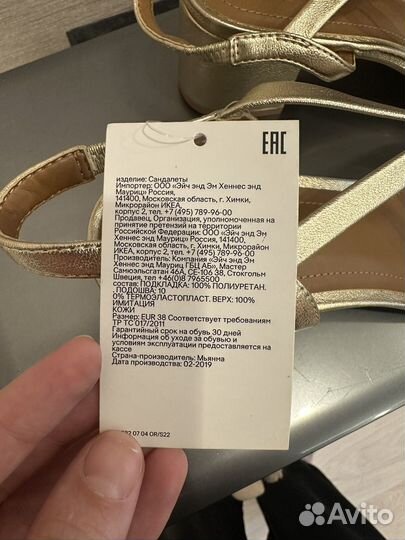 EAC
изделие: Сандалеты
Импортер: ООО «Эйч энд Эм Хеннес энд
Мауриц» Россия,
141400, Московская область, г. Химки,
Микрорайон ИКЕА,
корпус 2, тел. +7 (495) 789-96-00
Продавец, Организация, уполномоченная на
принятие претензий на территории
Российской Федерации: ООО «Эйч энд Эм
Хеннес энд Мауриц» Россия, 141400,
Московская область, г. Химки, Микрорайон
ИКЕА, корпус 2, тел. +7 (495) 789-96-00
Производитель: Компания «Эйч энд Эм
Хеннес энд Мауриц ГБЦ АБ», Мастер
Самюэльсгатан 46А, СЕ-106 38, Стокгольм
Швеция, тел +46(0)8 7965500
состав: ПОДКЛАДКА: 100% ПОЛИУРЕТАН.
. ПОДОШВА: 10
0% ТЕРМОЭЛАСТОПЛАСТ. ВЕРХ: 100%
ИМИТАЦИЯ
КОЖИ
Размер: EUR 38 Соответствует требованиям
ТР ТС 017/2011
Гарантийный срок на обувь 30 дней
Информация об уходе за обувью и
условиям эксплуатации предоставляется на
кассе
Страна-производитель: Мьянма
Дата производства: 02-2019
07 04 OR/S22
Avito